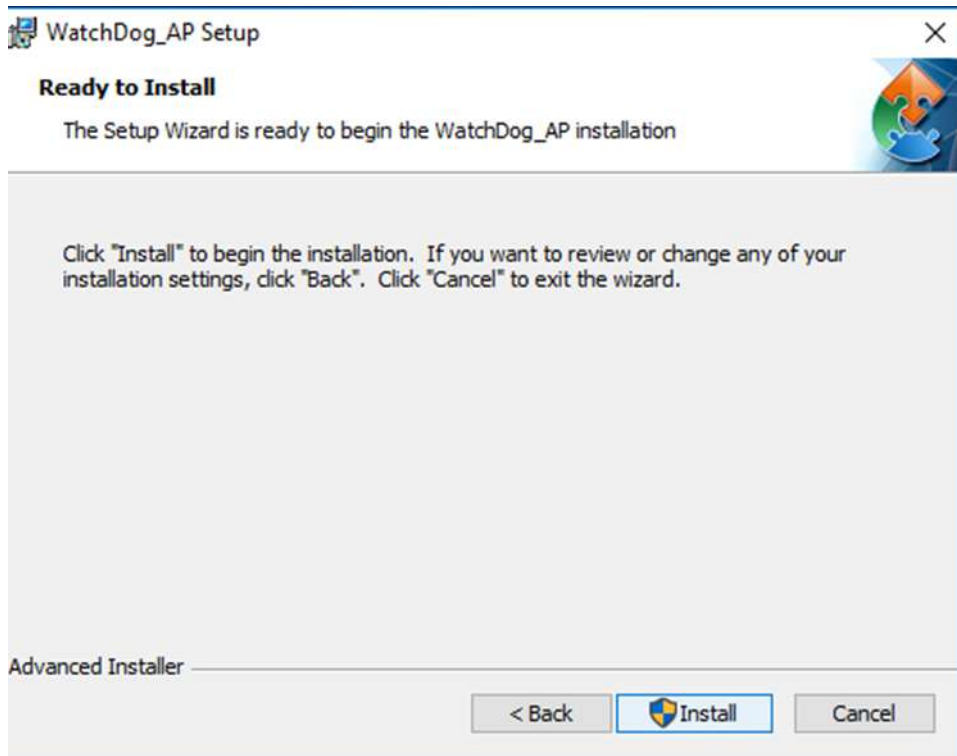 WatchDog_AP Setup
Ready to Install
The Setup Wizard is ready to begin the WatchDog_AP installation
Click "Install" to begin the installation.  If you want to review or change any of your
installation settings, click "Back".  Click "Cancel" to exit the wizard.
Advanced Installer
< Back Install Cancel